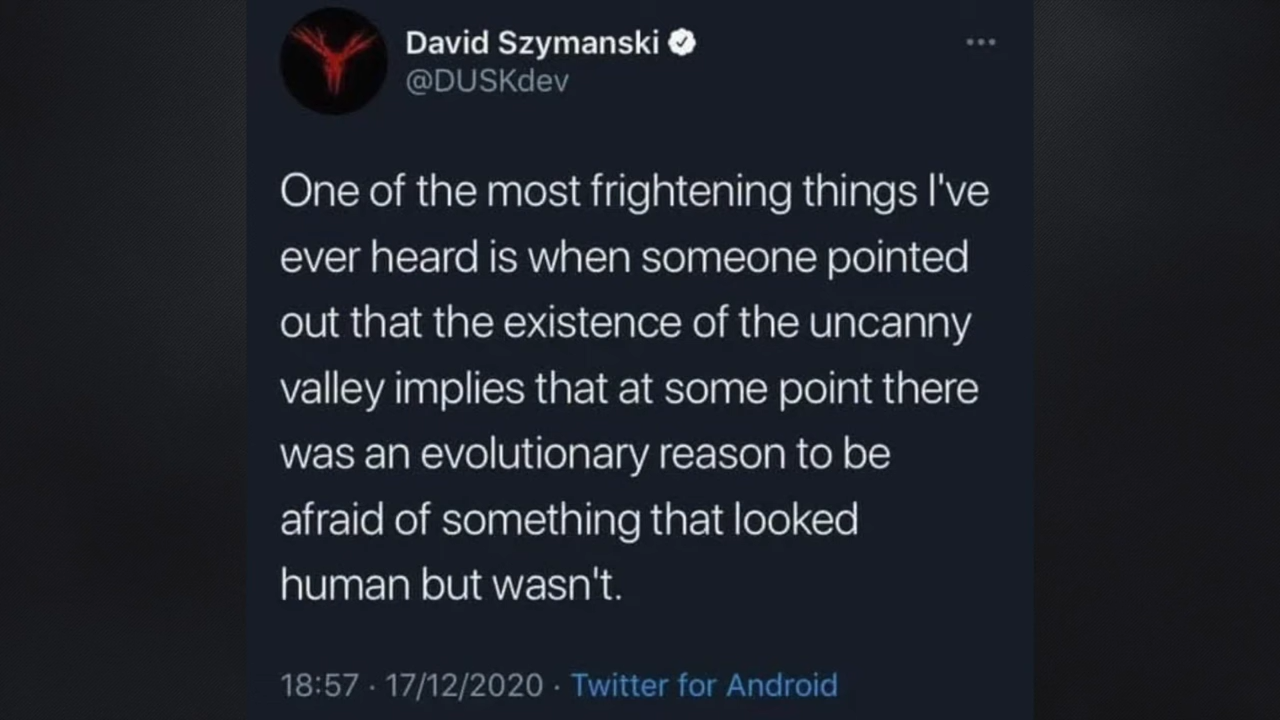 David Szymanski
@DUSKdev
One of the most frightening things I've
ever heard is when someone pointed
out that the existence of the uncanny
valley implies that at some point there
was an evolutionary reason to be
afraid of something that looked
human but wasn't.
18:57 · 17/12/2020 · Twitter for Android